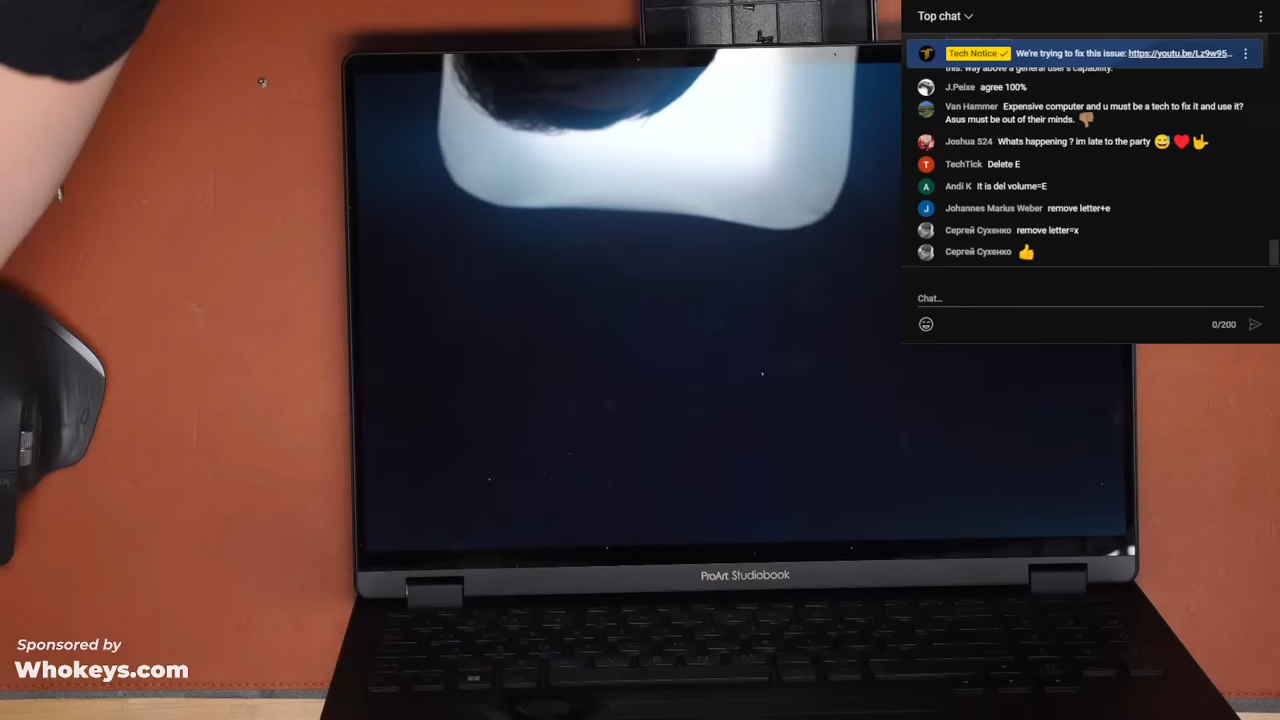 Top chat
Tech Notice We're trying to fix this issue: https://youtu.be/Lz9w95...
this. way above a general user's capability.
J.Peixe agree 100%
Van Hammer Expensive computer and u must be a tech to fix it and use it?
Asus must be out of their minds. 👎🏽
Joshua 524 Whats happening ? im late to the party 😅 ❤️ 🤟
T TechTick Delete E
A Andi K It is del volume=E
J Johannes Marius Weber remove letter+e
Сергей Сухенко remove letter=x
Сергей Сухенко 👍
Chat...
0/200
ProArt Studiobook
Sponsored by
Whokeys.com